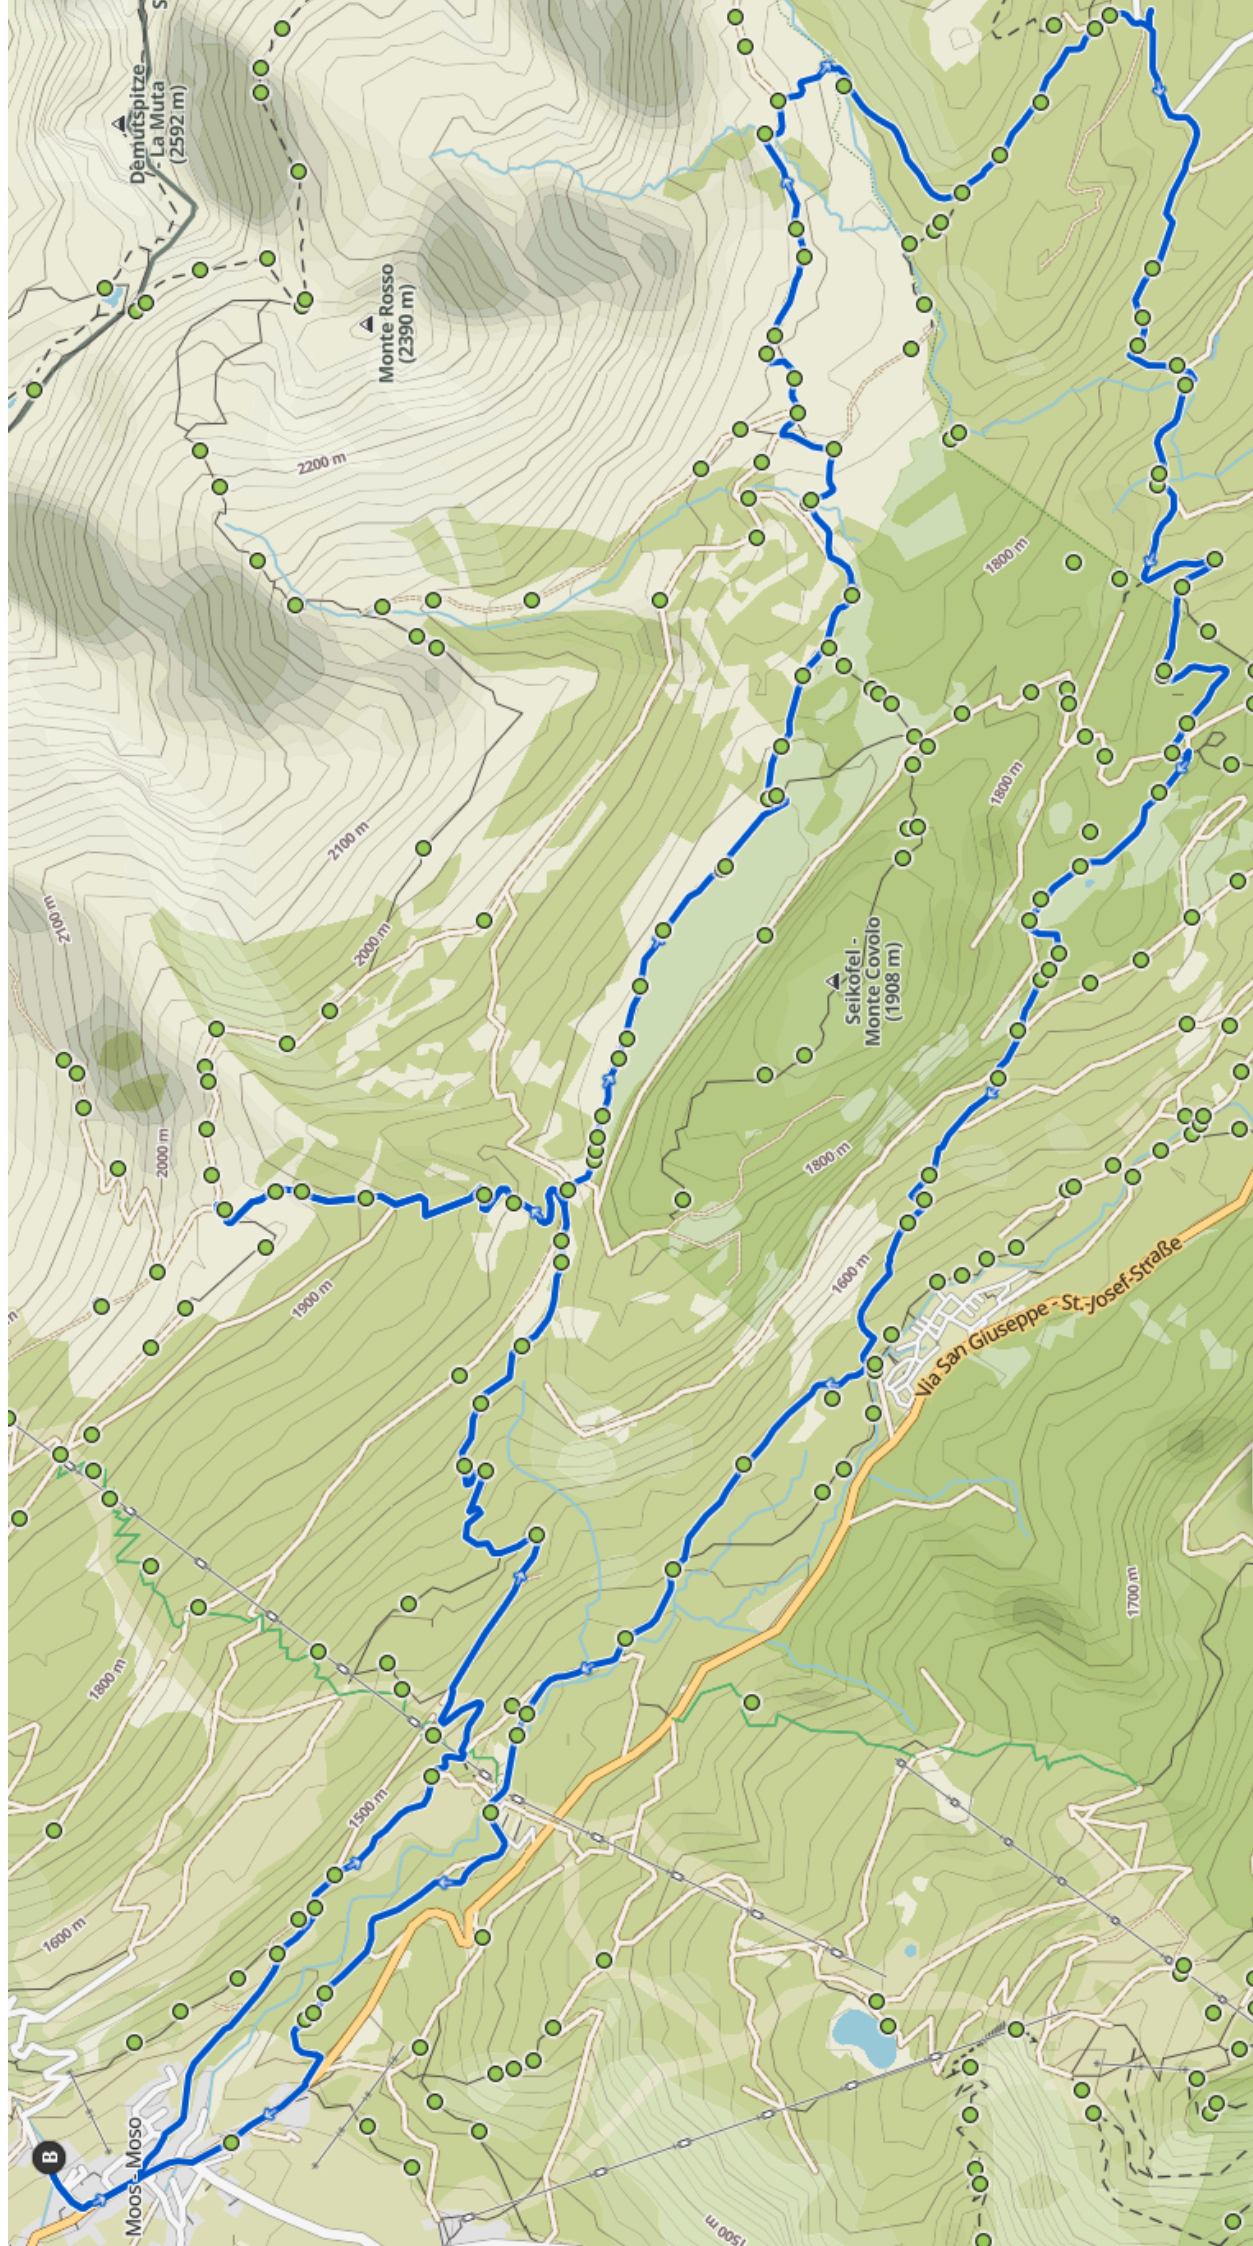 Demutspitze
- La Muta
(2592 m)
S
Monte Rosso
(2390 m)
2200 m
2100 m
2100 m
2000 m
2000 m
1900 m
1800 m
1800 m
Seikofel -
Monte Covolo
(1908 m)
1800 m
1600 m
Via San Giuseppe - St.-Josef-Straße
m
1800 m
1500 m
1600 m
1700 m
1500 m
B
Moos - Moso